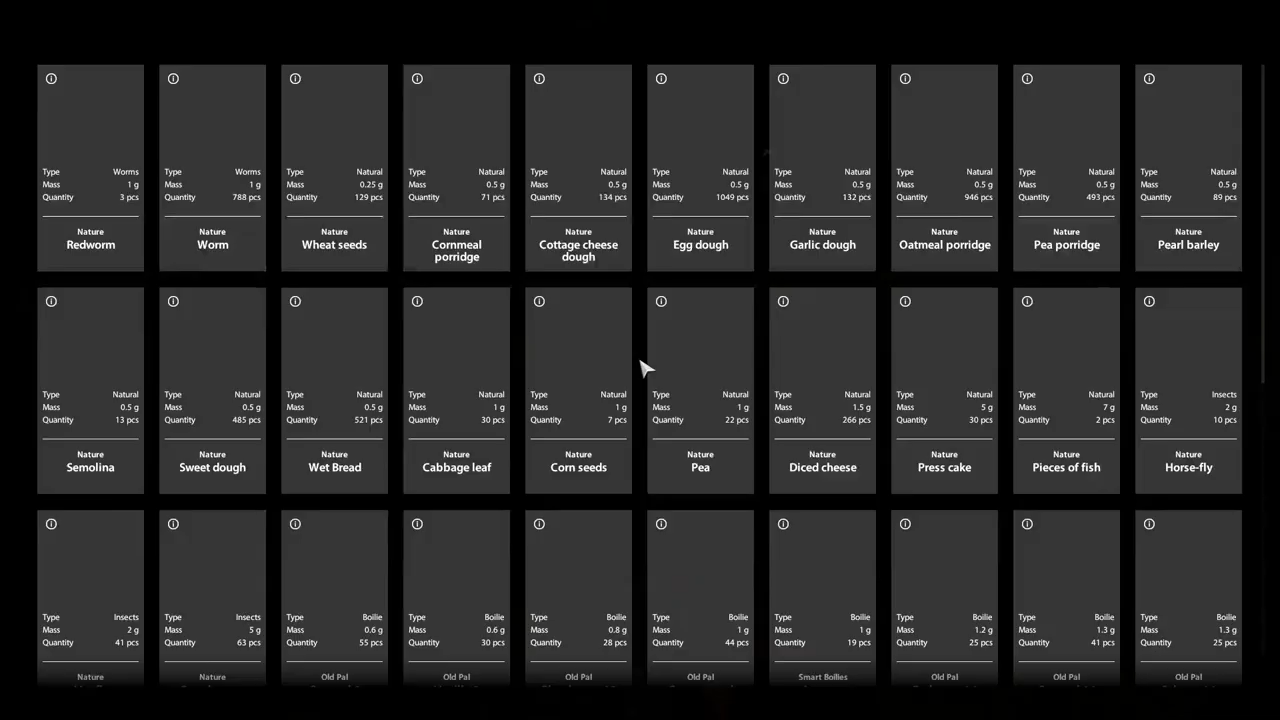 Type Worms Type Worms Type Natural Type Natural Type Natural Type Natural Type Natural Type Natural Type Natural Type Natural
Mass 1 g Mass 1 g Mass 0.25 g Mass 0.5 g Mass 0.5 g Mass 0.5 g Mass 0.5 g Mass 0.5 g Mass 0.5 g Mass 0.5 g
Quantity 3 pcs Quantity 788 pcs Quantity 129 pcs Quantity 71 pcs Quantity 134 pcs Quantity 1049 pcs Quantity 132 pcs Quantity 946 pcs Quantity 493 pcs Quantity 89 pcs
Nature Nature Nature Nature Nature Nature Nature Nature Nature Nature
Redworm Worm Wheat seeds Cornmeal Cottage cheese Egg dough Garlic dough Oatmeal porridge Pea porridge Pearl barley
porridge dough
Type Natural Type Natural Type Natural Type Natural Type Natural Type Natural Type Natural Type Natural Type Natural Type Insects
Mass 0.5 g Mass 0.5 g Mass 0.5 g Mass 1 g Mass 1 g Mass 1 g Mass 1.5 g Mass 5 g Mass 7 g Mass 2 g
Quantity 13 pcs Quantity 485 pcs Quantity 521 pcs Quantity 30 pcs Quantity 7 pcs Quantity 22 pcs Quantity 266 pcs Quantity 30 pcs Quantity 2 pcs Quantity 10 pcs
Nature Nature Nature Nature Nature Nature Nature Nature Nature Nature
Semolina Sweet dough Wet Bread Cabbage leaf Corn seeds Pea Diced cheese Press cake Pieces of fish Horse-fly
Type Insects Type Insects Type Boilie Type Boilie Type Boilie Type Boilie Type Boilie Type Boilie Type Boilie Type Boilie
Mass 2 g Mass 5 g Mass 0.6 g Mass 0.6 g Mass 0.8 g Mass 1 g Mass 1 g Mass 1.2 g Mass 1.3 g Mass 1.3 g
Quantity 41 pcs Quantity 63 pcs Quantity 55 pcs Quantity 30 pcs Quantity 28 pcs Quantity 44 pcs Quantity 19 pcs Quantity 25 pcs Quantity 41 pcs Quantity 25 pcs
Nature Nature Old Pal Old Pal Old Pal Old Pal Smart Boilies Old Pal Old Pal Old Pal